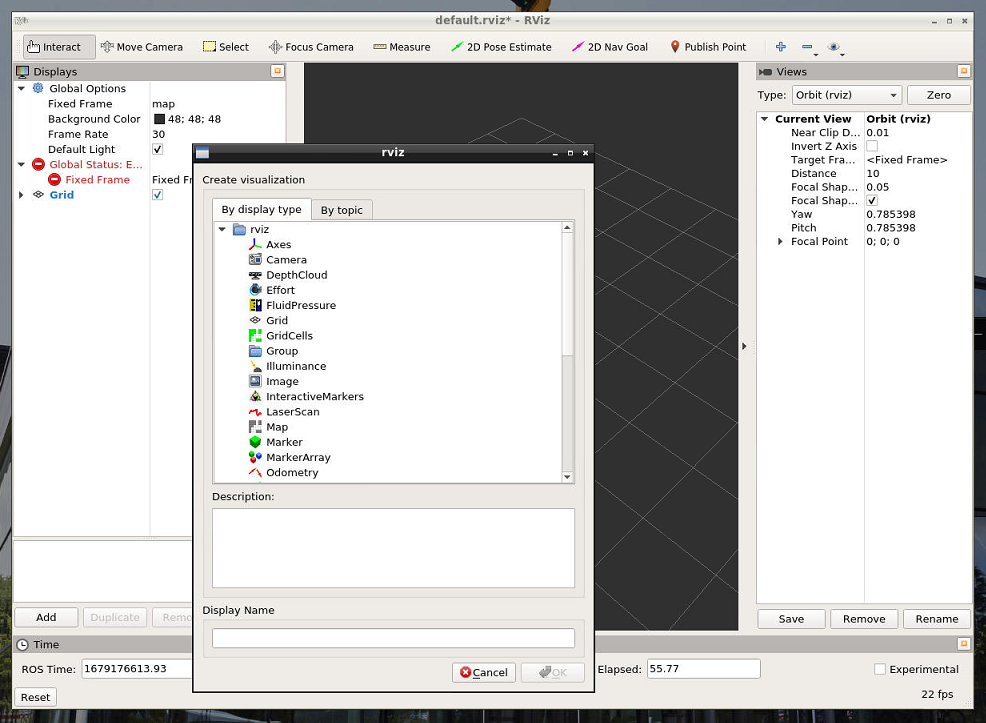 default.rviz* - RViz
Interact Move Camera Select Focus Camera Measure 2D Pose Estimate 2D Nav Goal Publish Point
Displays
Global Options
Fixed Frame map
Background Color 48; 48; 48
Frame Rate 30
Default Light
Global Status: E...
Fixed Frame Fixed Fr
Grid
Add Duplicate Remo
rviz
Create visualization
By display type By topic
rviz
Axes
Camera
DepthCloud
Effort
FluidPressure
Grid
GridCells
Group
Illuminance
Image
InteractiveMarkers
LaserScan
Map
Marker
MarkerArray
Odometry
Description:
Display Name
Cancel OK
Views
Type: Orbit (rviz) Zero
Current View Orbit (rviz)
Near Clip D... 0.01
Invert Z Axis
Target Fra... <Fixed Frame>
Distance 10
Focal Shap... 0.05
Focal Shap...
Yaw 0.785398
Pitch 0.785398
Focal Point 0; 0; 0
Save Remove Rename
Time
ROS Time: 1679176613.93 Elapsed: 55.77 Experimental
Reset 22 fps